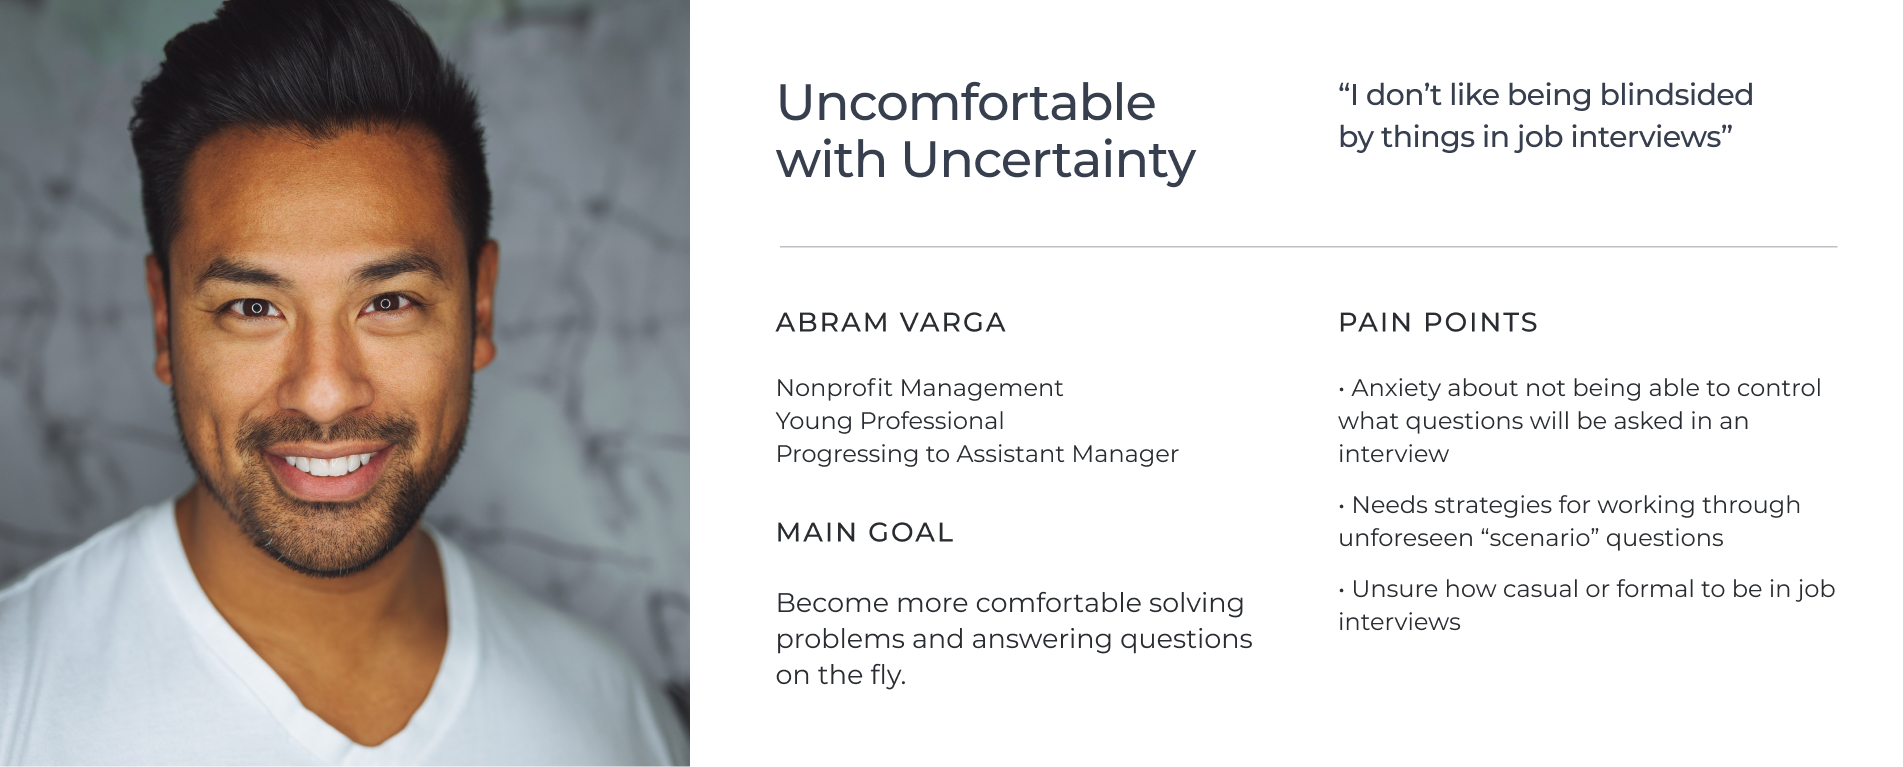 Uncomfortable
with Uncertainty
“I don’t like being blindsided
by things in job interviews”
ABRAM VARGA
Nonprofit Management
Young Professional
Progressing to Assistant Manager
MAIN GOAL
Become more comfortable solving
problems and answering questions
on the fly.
PAIN POINTS
• Anxiety about not being able to control
what questions will be asked in an
interview
• Needs strategies for working through
unforeseen “scenario” questions
• Unsure how casual or formal to be in job
interviews